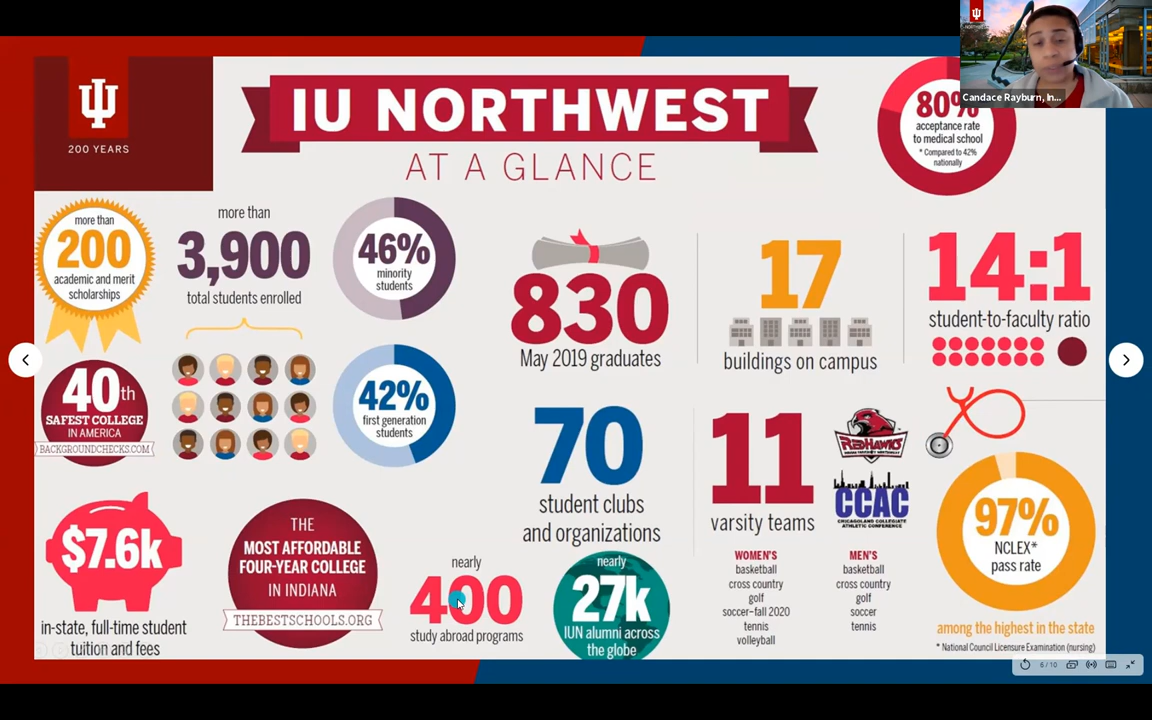 Candace Rayburn, In...
200 YEARS
IU NORTHWEST
AT A GLANCE
80%
acceptance rate
to medical school
* Compared to 42%
nationally
more than
200
academic and merit
scholarships
more than
3,900
total students enrolled
46%
minority
students
830
May 2019 graduates
17
buildings on campus
14:1
student-to-faculty ratio
40th
SAFEST COLLEGE
IN AMERICA
BACKGROUNDCHECKS.COM
42%
first generation
students
70
student clubs
and organizations
11
varsity teams
WOMEN'S
basketball
cross country
golf
soccer–fall 2020
tennis
volleyball
MEN'S
basketball
cross country
golf
soccer
tennis
REDHAWKS
CCAC
CHICAGOLAND COLLEGIATE
ATHLETIC CONFERENCE
97%
NCLEX*
pass rate
among the highest in the state
* National Council Licensure Examination (nursing)
$7.6k
in-state, full-time student
tuition and fees
THE
MOST AFFORDABLE
FOUR-YEAR COLLEGE
IN INDIANA
THEBESTSCHOOLS.ORG
nearly
400
study abroad programs
nearly
27k
IUN alumni across
the globe
6 / 10